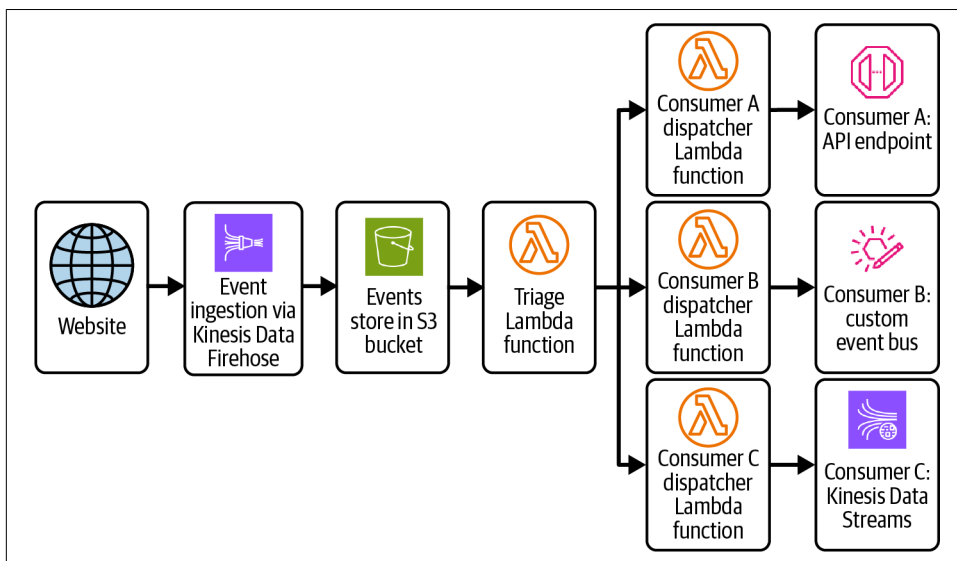 Website
Event
ingestion via
Kinesis Data
Firehose
Events
store in S3
bucket
Triage
Lambda
function
Consumer A
dispatcher
Lambda
function
Consumer A:
API endpoint
Consumer B
dispatcher
Lambda
function
Consumer B:
custom
event bus
Consumer C
dispatcher
Lambda
function
Consumer C:
Kinesis Data
Streams